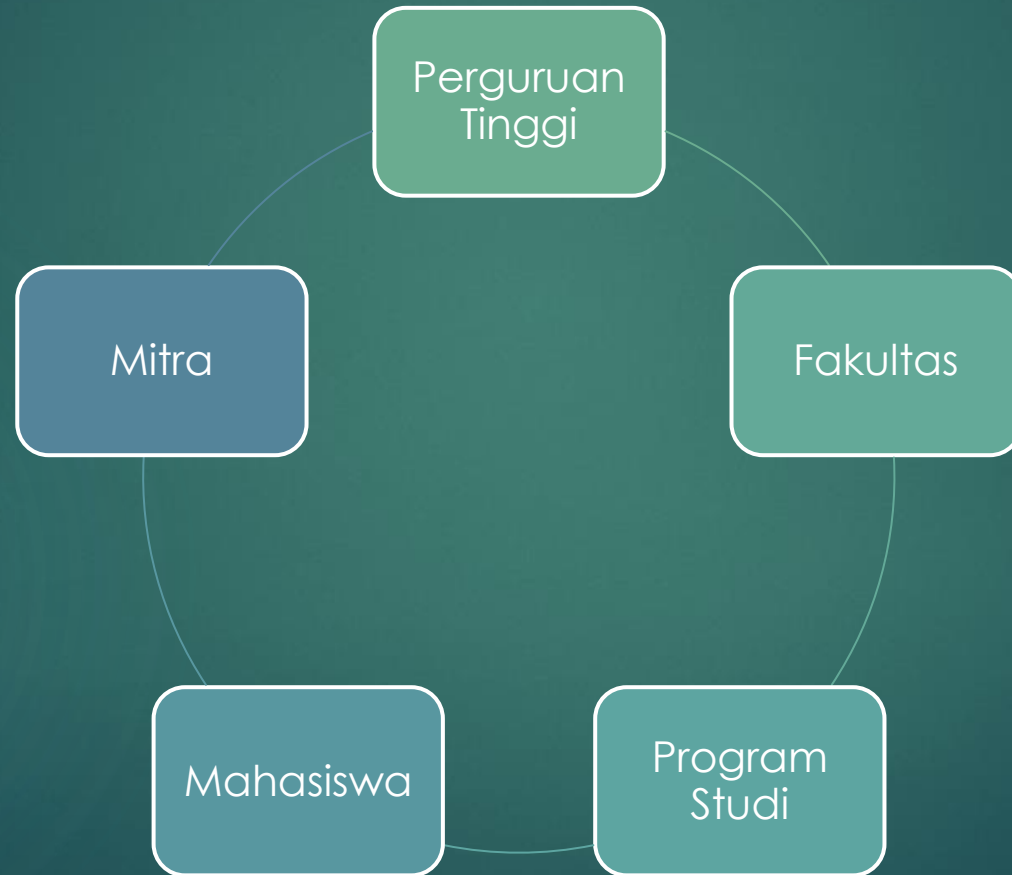 Perguruan
Tinggi
Fakultas
Program
Studi
Mahasiswa
Mitra